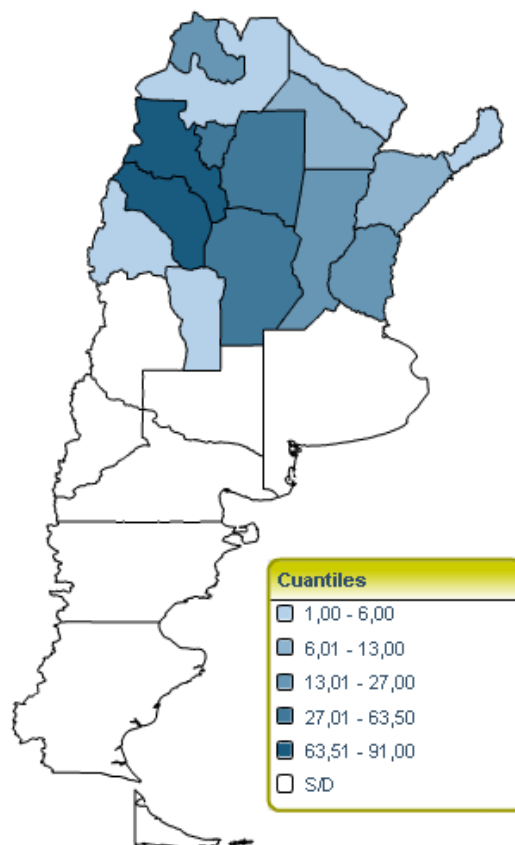 Cuantiles
1,00 - 6,00
6,01 - 13,00
13,01 - 27,00
27,01 - 63,50
63,51 - 91,00
S/D